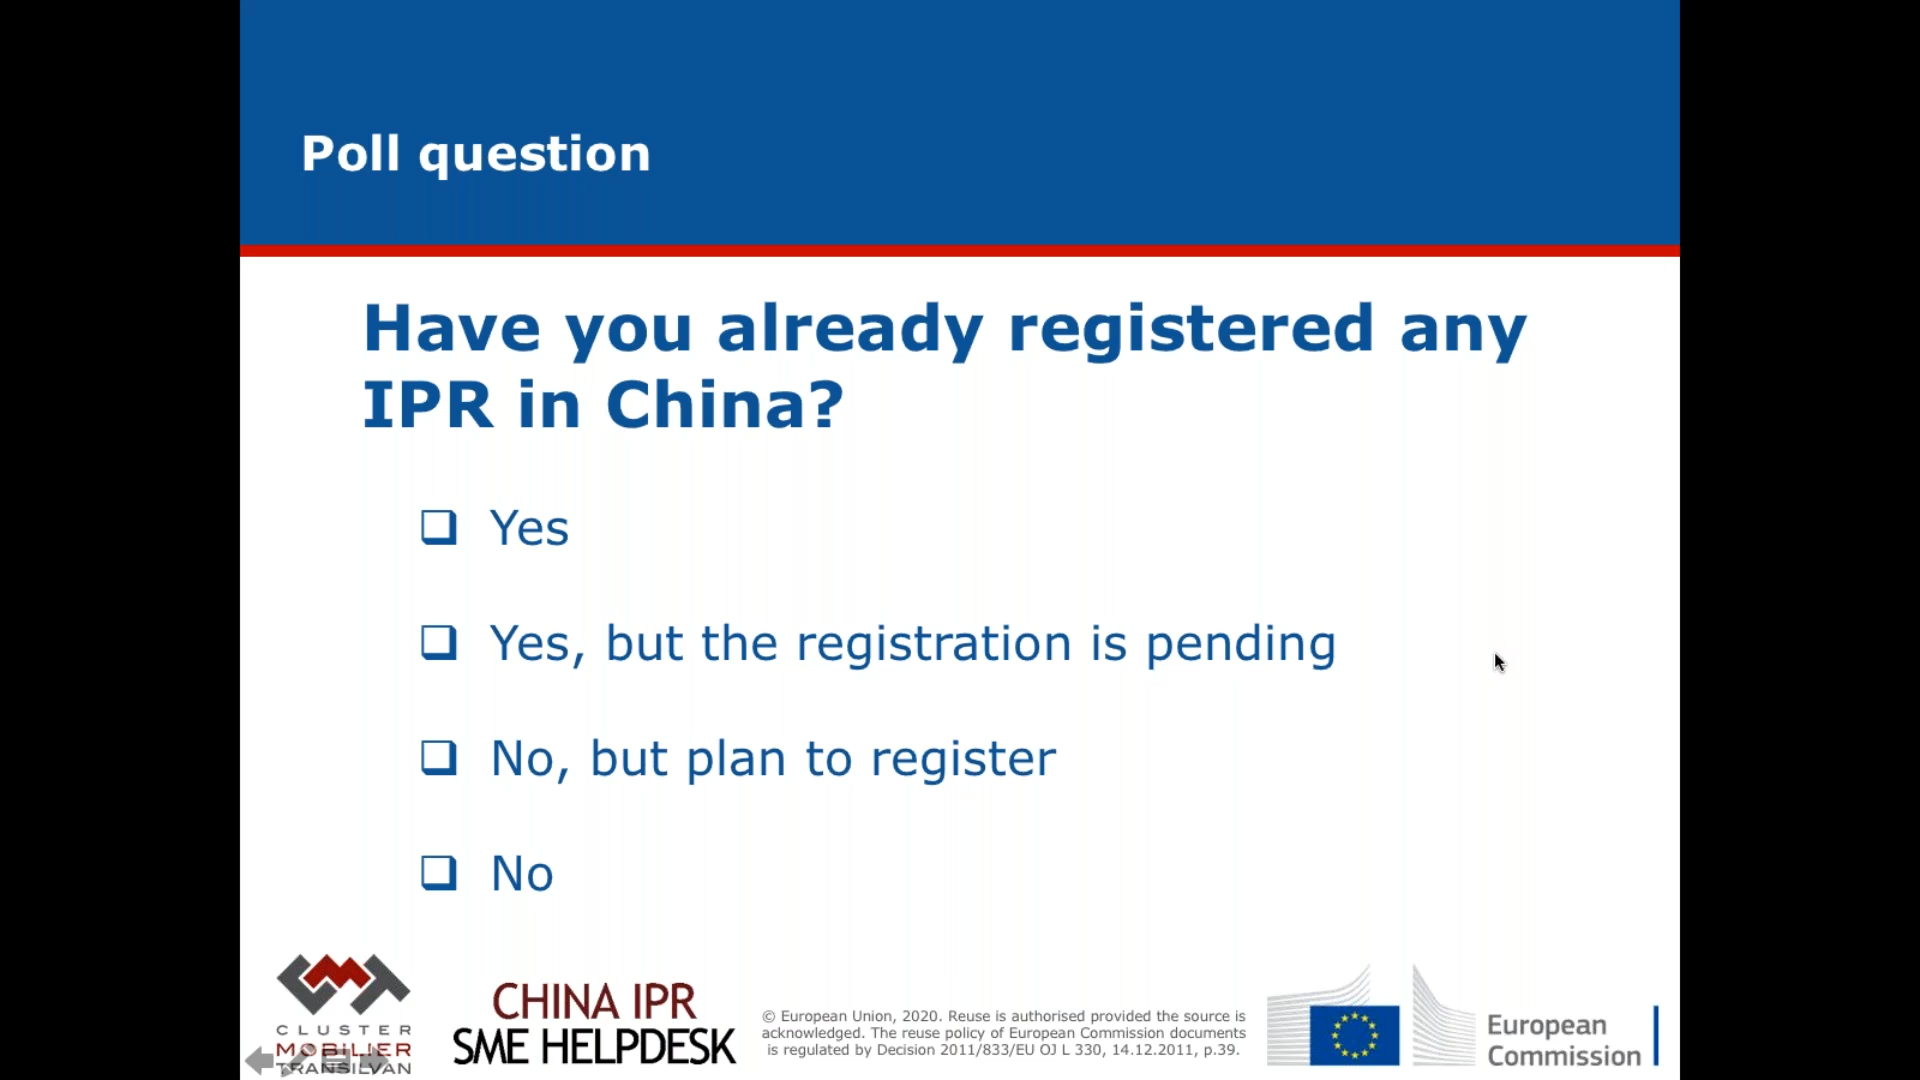 Poll question
Have you already registered any
IPR in China?
Yes
Yes, but the registration is pending
No, but plan to register
No
CLUSTER
MOBILIER
TRANSILVAN
CHINA IPR
SME HELPDESK
© European Union, 2020. Reuse is authorised provided the source is
acknowledged. The reuse policy of European Commission documents
is regulated by Decision 2011/833/EU OJ L 330, 14.12.2011, p.39.
European
Commission